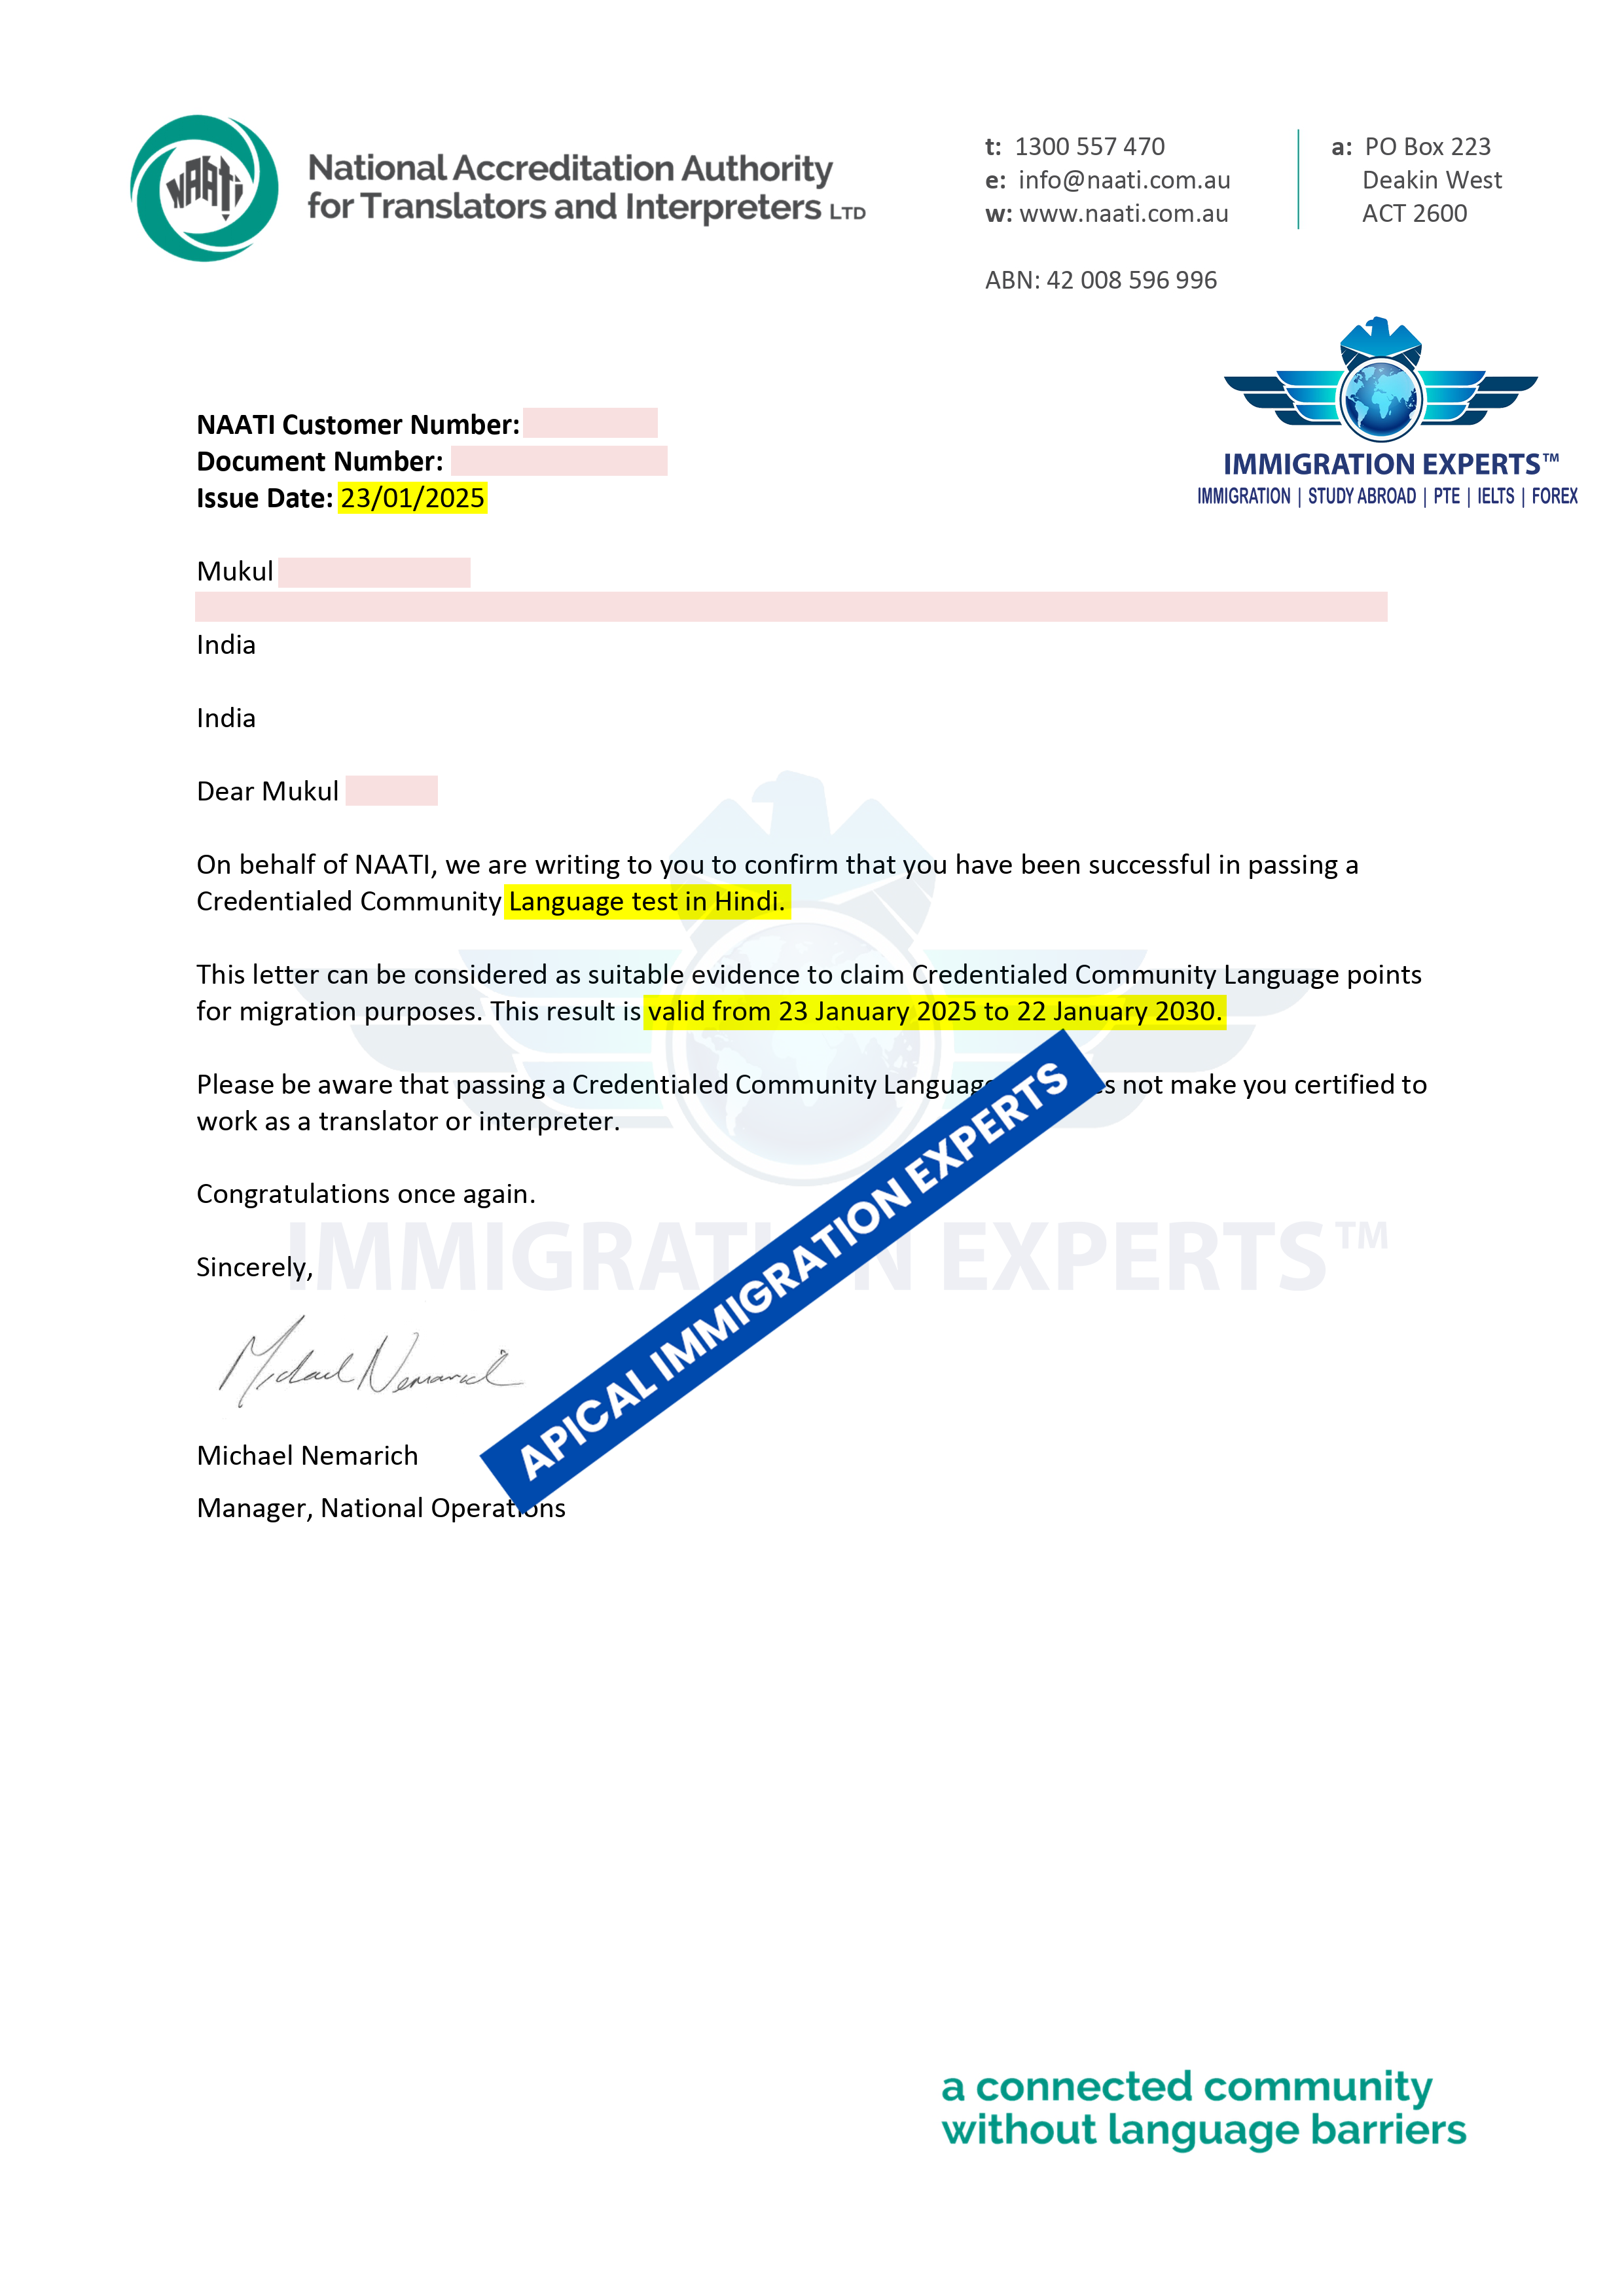 NAATI
National Accreditation Authority
for Translators and Interpreters LTD
t: 1300 557 470
e: info@naati.com.au
w: www.naati.com.au
a: PO Box 223
Deakin West
ACT 2600
ABN: 42 008 596 996
IMMIGRATION EXPERTS™
IMMIGRATION | STUDY ABROAD | PTE | IELTS | FOREX
NAATI Customer Number:
Document Number:
Issue Date: 23/01/2025
Mukul
India
India
Dear Mukul
On behalf of NAATI, we are writing to you to confirm that you have been successful in passing a
Credentialed Community Language test in Hindi.
This letter can be considered as suitable evidence to claim Credentialed Community Language points
for migration purposes. This result is valid from 23 January 2025 to 22 January 2030.
Please be aware that passing a Credentialed Community Language not make you certified to
work as a translator or interpreter.
Congratulations once again.
IMMIGRATION EXPERTS™
Sincerely,
APICAL IMMIGRATION EXPERTS
Michael Nemarich
Michael Nemarich
Manager, National Operations
a connected community
without language barriers